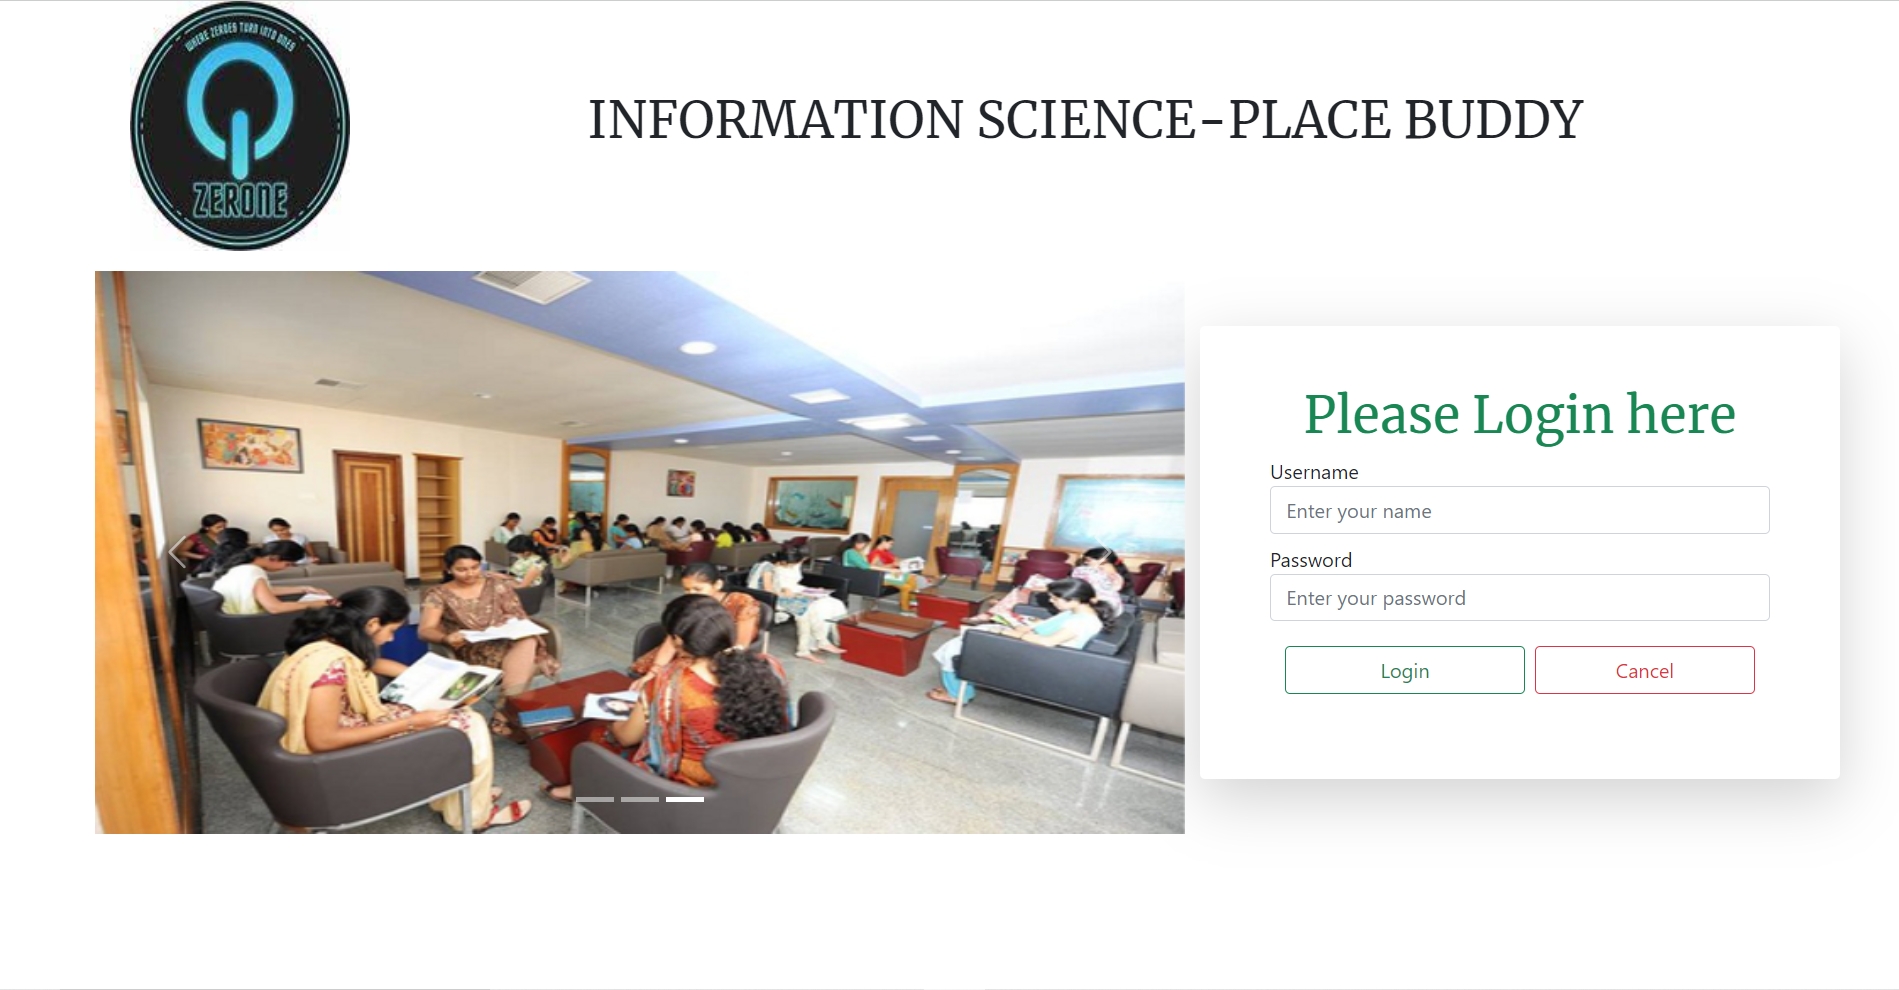 WHERE ZEROES TURN INTO ONES
ZERONE
INFORMATION SCIENCE-PLACE BUDDY
Please Login here
Username
Enter your name
Password
Enter your password
Login
Cancel